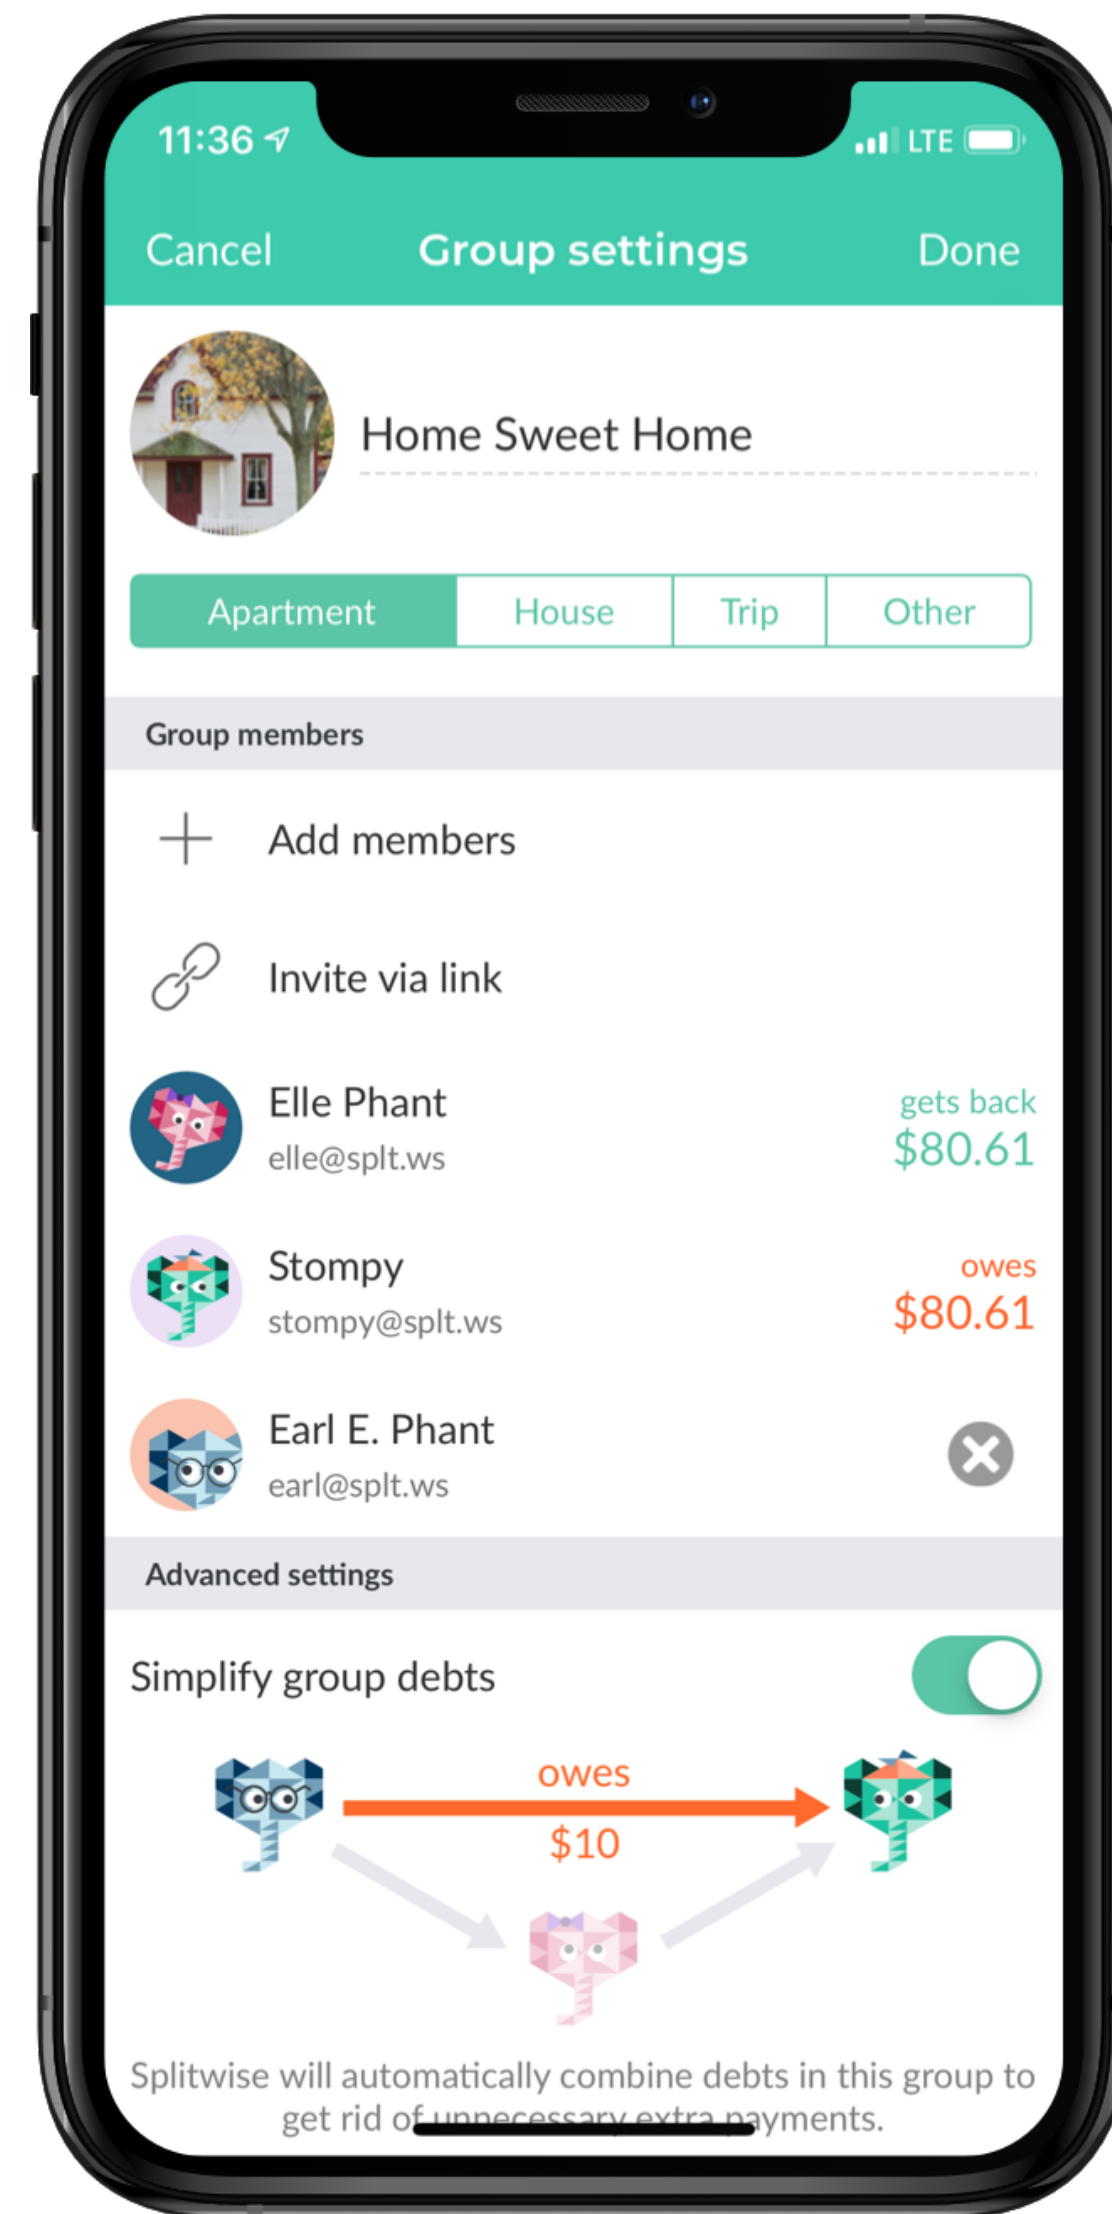 11:36 LTE
Cancel Group settings Done
Home Sweet Home
Apartment House Trip Other
Group members
Add members
Invite via link
Elle Phant gets back
elle@splt.ws $80.61
Stompy owes
stompy@splt.ws $80.61
Earl E. Phant
earl@splt.ws
Advanced settings
Simplify group debts
owes
$10
Splitwise will automatically combine debts in this group to
get rid of unnecessary extra payments.